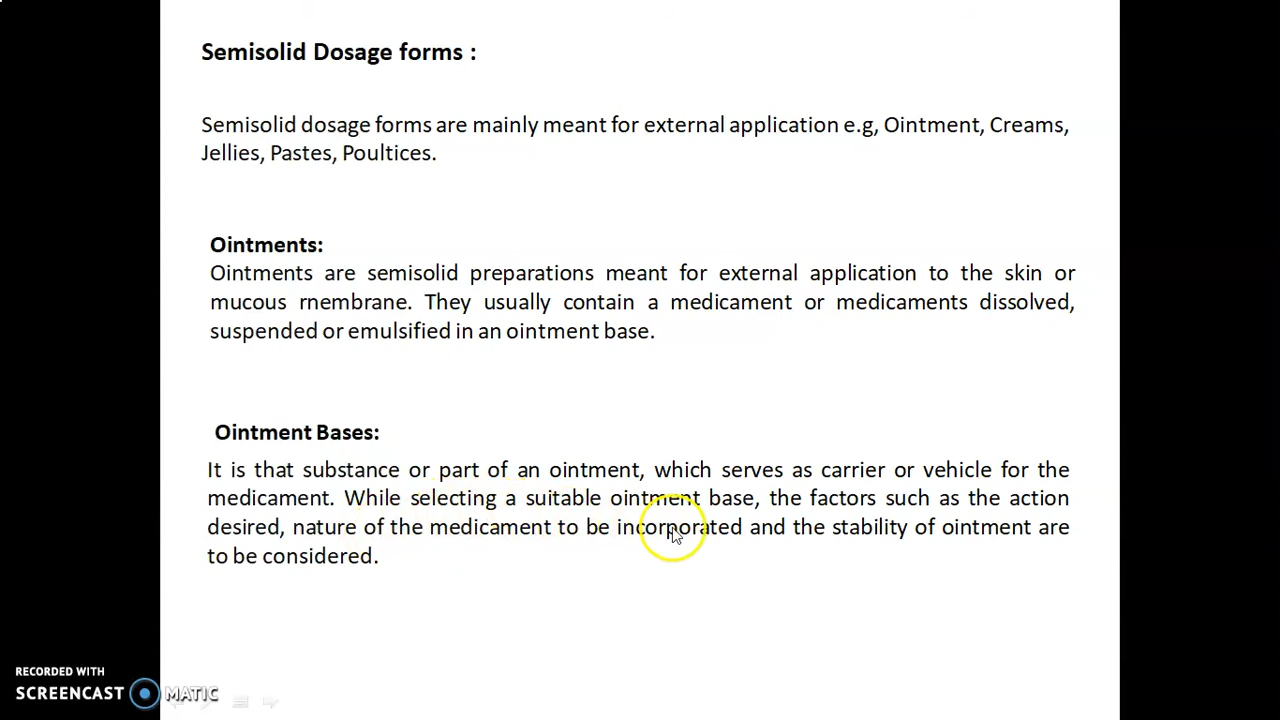 Semisolid Dosage forms :
Semisolid dosage forms are mainly meant for external application e.g, Ointment, Creams,
Jellies, Pastes, Poultices.
Ointments:
Ointments are semisolid preparations meant for external application to the skin or
mucous rnembrane. They usually contain a medicament or medicaments dissolved,
suspended or emulsified in an ointment base.
Ointment Bases:
It is that substance or part of an ointment, which serves as carrier or vehicle for the
medicament. While selecting a suitable ointment base, the factors such as the action
desired, nature of the medicament to be incorporated and the stability of ointment are
to be considered.
RECORDED WITH
SCREENCAST MATIC